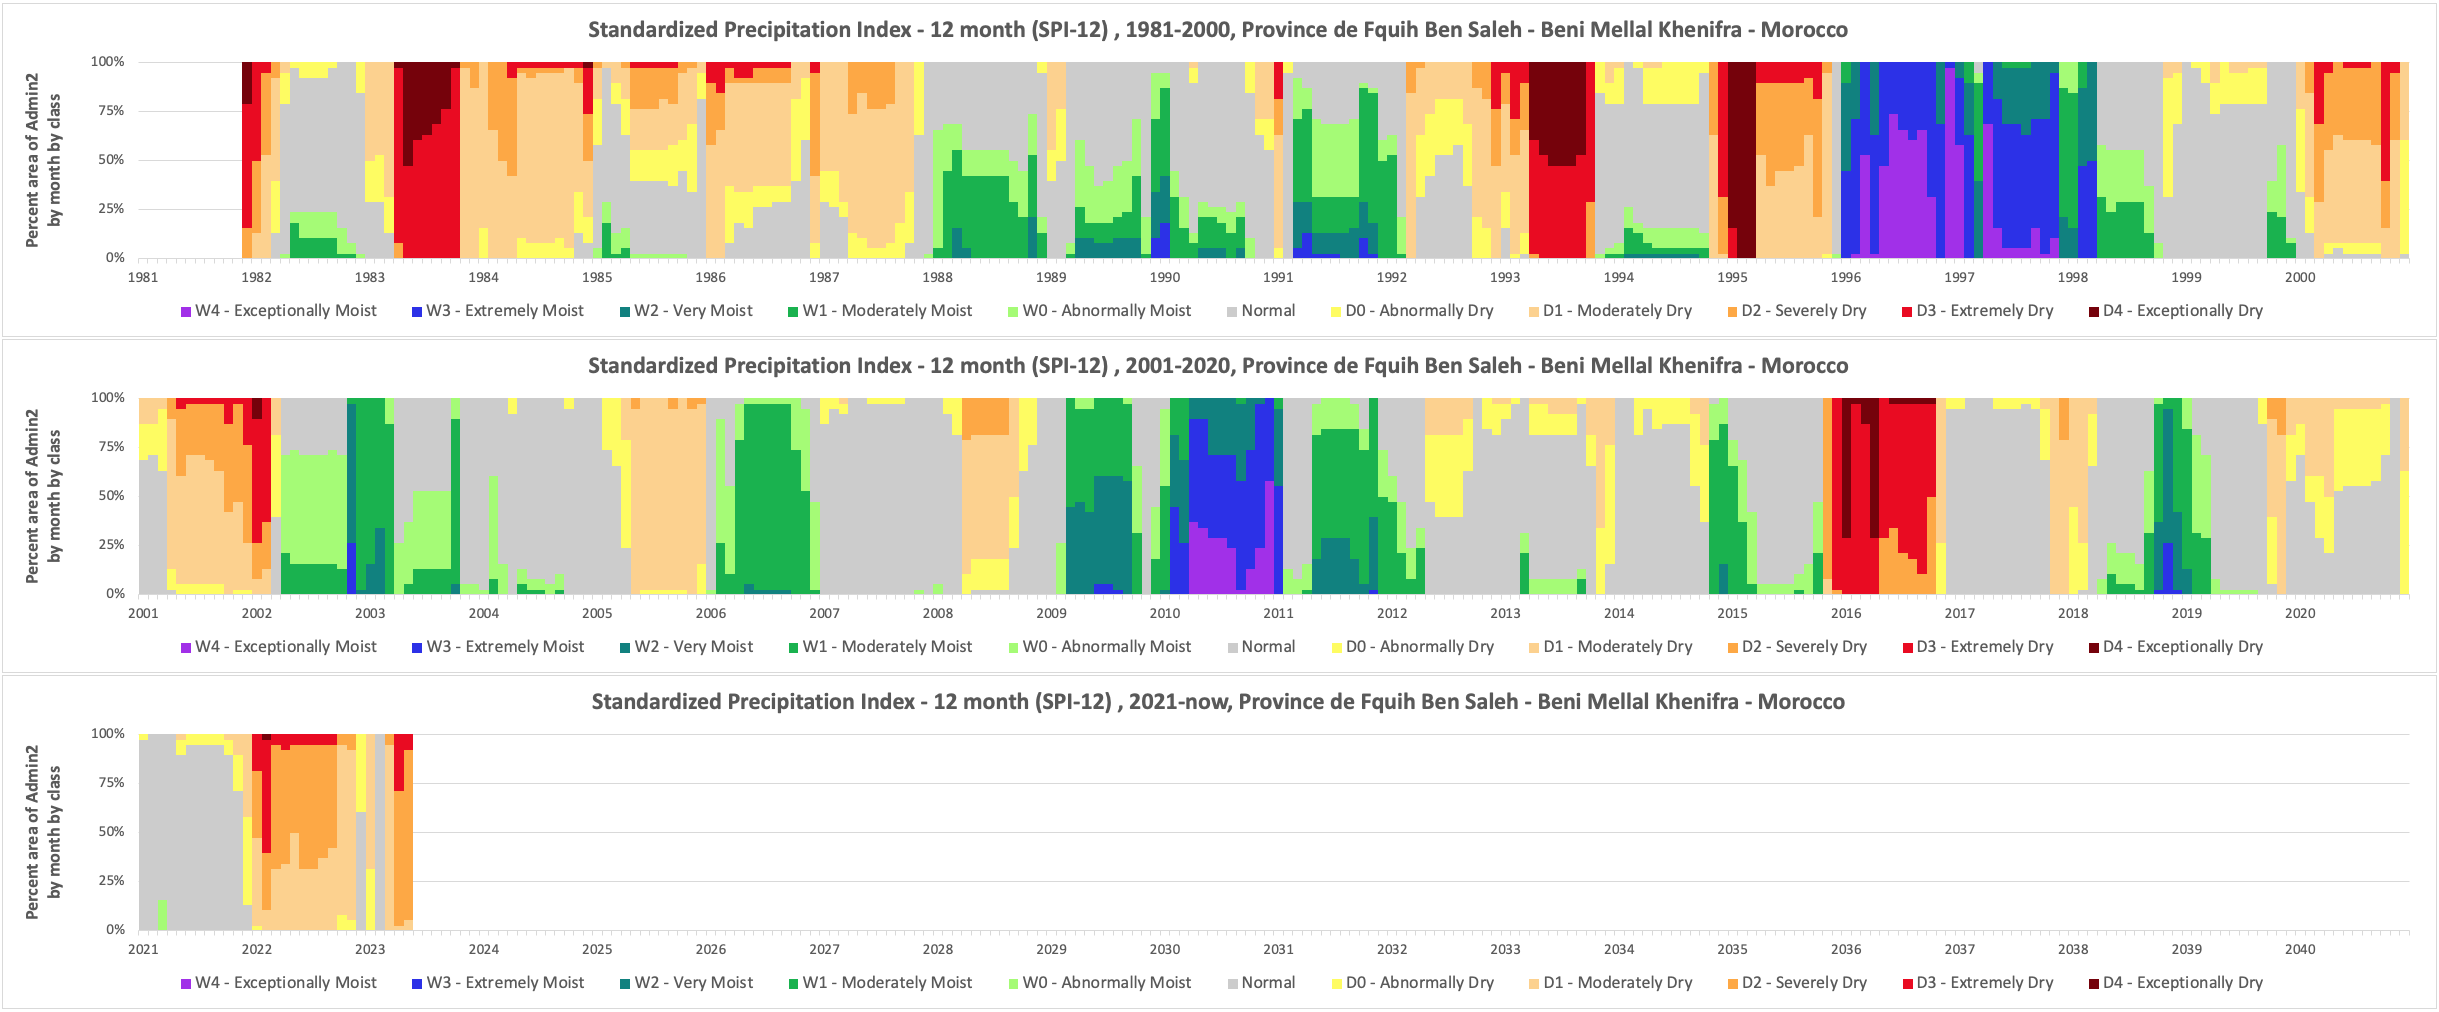 Standardized Precipitation Index - 12 month (SPI-12) , 1981-2000, Province de Fquih Ben Saleh - Beni Mellal Khenifra - Morocco
Percent area of Admin2
by month by class
100%
75%
50%
25%
0%
1981 1982 1983 1984 1985 1986 1987 1988 1989 1990 1991 1992 1993 1994 1995 1996 1997 1998 1999 2000
W4 - Exceptionally Moist W3 - Extremely Moist W2 - Very Moist W1 - Moderately Moist W0 - Abnormally Moist Normal D0 - Abnormally Dry D1 - Moderately Dry D2 - Severely Dry D3 - Extremely Dry D4 - Exceptionally Dry
Standardized Precipitation Index - 12 month (SPI-12) , 2001-2020, Province de Fquih Ben Saleh - Beni Mellal Khenifra - Morocco
Percent area of Admin2
by month by class
100%
75%
50%
25%
0%
2001 2002 2003 2004 2005 2006 2007 2008 2009 2010 2011 2012 2013 2014 2015 2016 2017 2018 2019 2020
W4 - Exceptionally Moist W3 - Extremely Moist W2 - Very Moist W1 - Moderately Moist W0 - Abnormally Moist Normal D0 - Abnormally Dry D1 - Moderately Dry D2 - Severely Dry D3 - Extremely Dry D4 - Exceptionally Dry
Standardized Precipitation Index - 12 month (SPI-12) , 2021-now, Province de Fquih Ben Saleh - Beni Mellal Khenifra - Morocco
Percent area of Admin2
by month by class
100%
75%
50%
25%
0%
2021 2022 2023 2024 2025 2026 2027 2028 2029 2030 2031 2032 2033 2034 2035 2036 2037 2038 2039 2040
W4 - Exceptionally Moist W3 - Extremely Moist W2 - Very Moist W1 - Moderately Moist W0 - Abnormally Moist Normal D0 - Abnormally Dry D1 - Moderately Dry D2 - Severely Dry D3 - Extremely Dry D4 - Exceptionally Dry